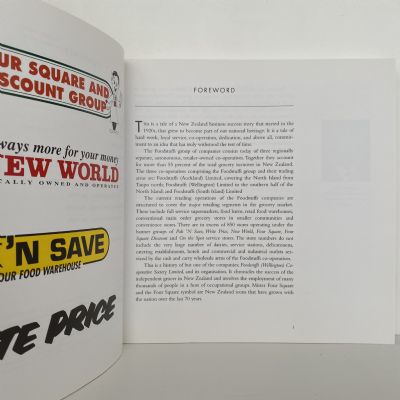 UR SQUARE AND
SCOUNT GROUP
ways more for your money
NEW WORLD
CALLY OWNED AND OPERATED
K'N SAVE
OUR FOOD WAREHOUSE
TE PRICE
FOREWORD
This is a tale of a New Zealand business success story that started in the
1920s, that grew to become part of our national heritage. It is a tale of
hard work, loyal service, co-operation, dedication, and above all, commit-
ment to an idea that has truly withstood the test of time.
The Foodstuffs group of companies consist today of three regionally
separate, autonomous, retailer-owned co-operatives. Together they account
for more than 55 percent of the total grocery turnover in New Zealand.
The three co-operatives comprising the Foodstuffs group and their trading
areas are: Foodstuffs (Auckland) Limited, covering the North Island from
Taupo north; Foodstuffs (Wellington) Limited to the southern half of the
North Island and Foodstuffs (South Island) Limited
The current retailing operations of the Foodstuffs companies are
structured to cover the major retailing segments in the grocery market.
These include full service supermarkets, food barns, retail food warehouses,
conventional main order grocery stores in smaller communities and
convenience stores. There are in excess of 850 stores operating under the
banner groups of Pak 'N Save, Write Price, New World, Four Square, Four
Square Discount and On the Spot service stores. The store numbers do not
include the very large number of dairies, service stations, delicatessens,
catering establishments, hotels and commercial and industrial outlets ser-
viced by the cash and carry wholesale areas of the Foodstuffs co-operatives.
This is a history of but one of the companies; Foodstuffs (Wellington) Co-
operative Society Limited, and its organisation. It chronicles the success of the
independent grocer in New Zealand and involves the employment of many
thousands of people in a host of occupational groups. Mister Four Square
and the Four Square symbol are New Zealand icons that have grown with
the nation over the last 70 years.